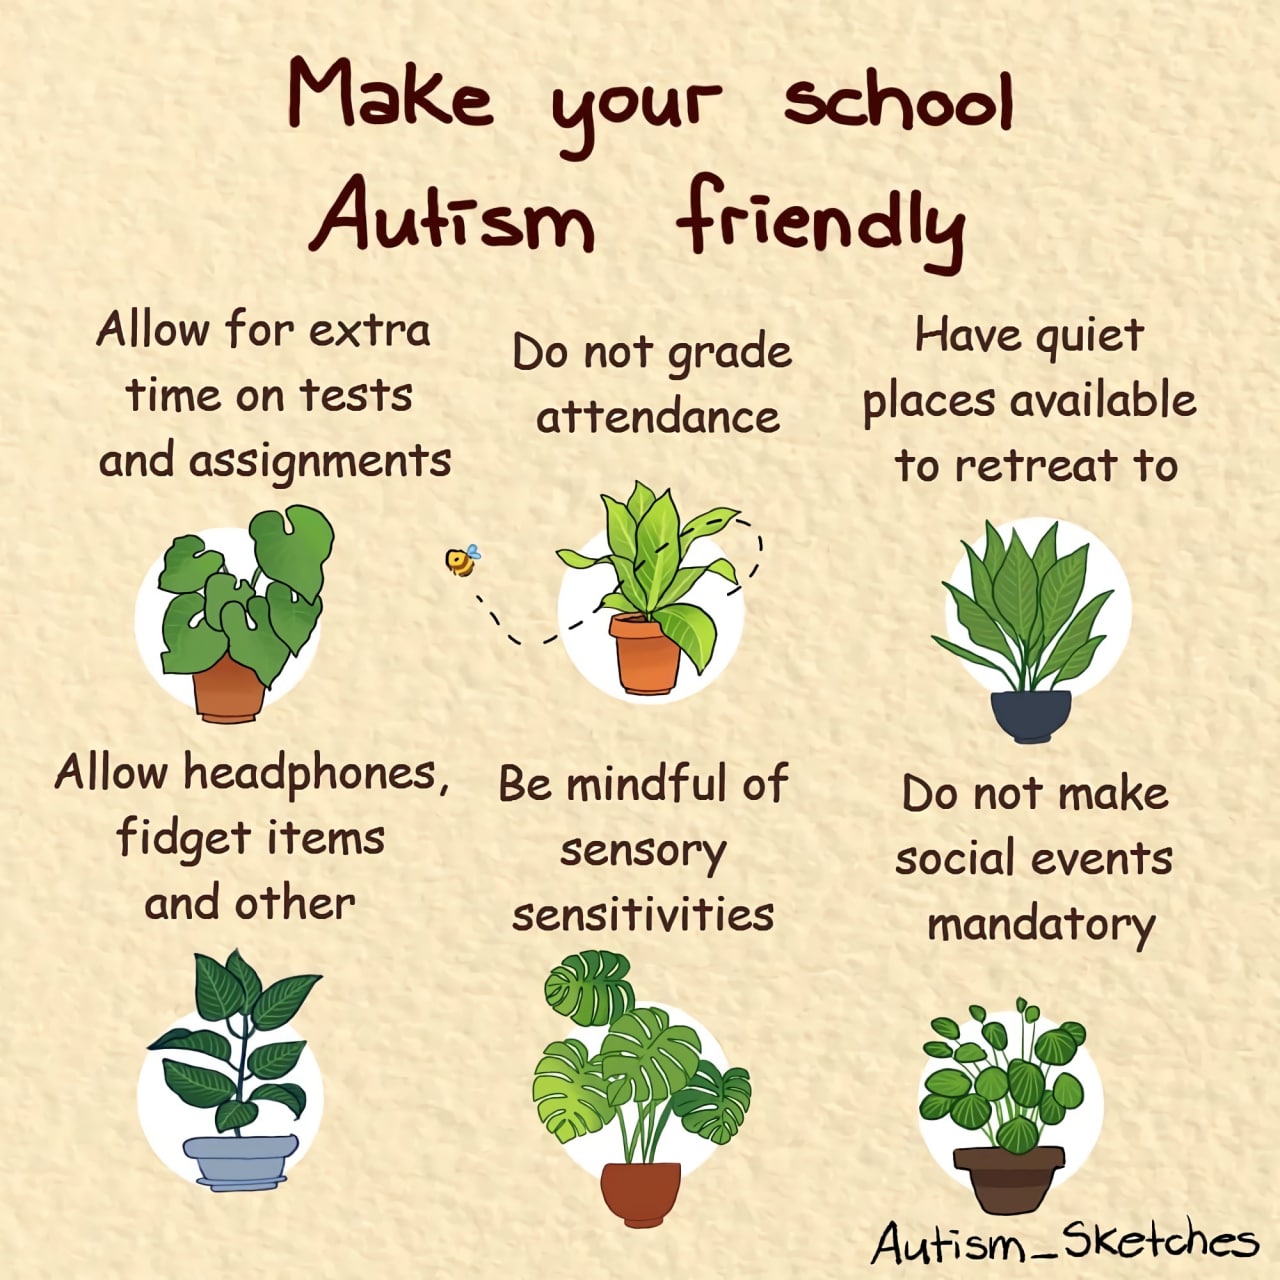 Make your school
Autism friendly
Allow for extra
time on tests
and assignments
Do not grade
attendance
Have quiet
places available
to retreat to
Allow headphones,
fidget items
and other
Be mindful of
sensory
sensitivities
Do not make
social events
mandatory
Autism_Sketches